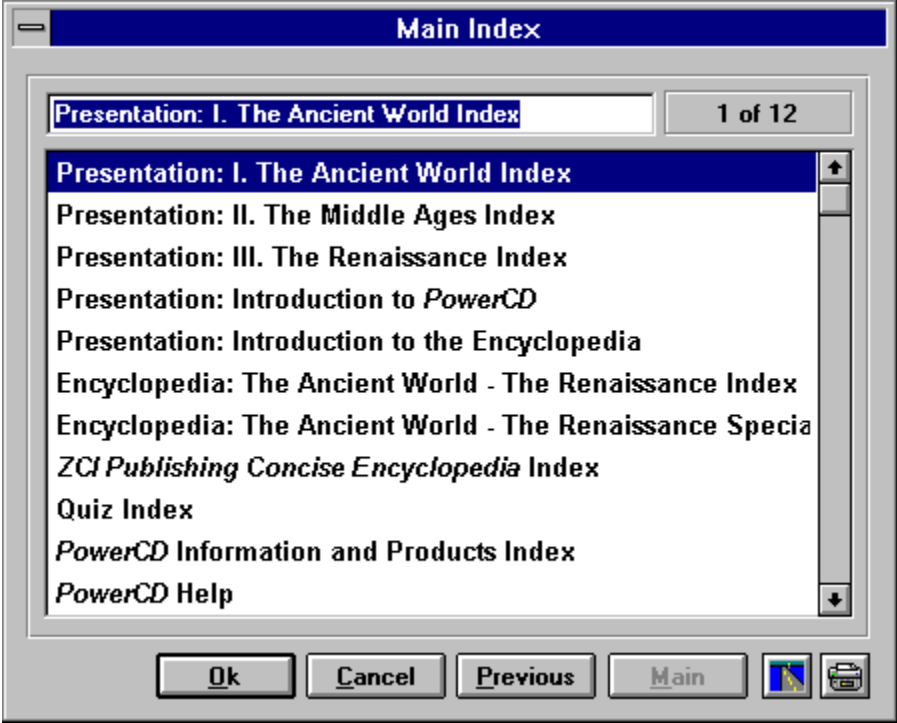 Main Index
Presentation: I. The Ancient World Index
1 of 12
Presentation: I. The Ancient World Index
Presentation: II. The Middle Ages Index
Presentation: III. The Renaissance Index
Presentation: Introduction to PowerCD
Presentation: Introduction to the Encyclopedia
Encyclopedia: The Ancient World - The Renaissance Index
Encyclopedia: The Ancient World - The Renaissance Specia
ZCI Publishing Concise Encyclopedia Index
Quiz Index
PowerCD Information and Products Index
PowerCD Help
Ok Cancel Previous Main